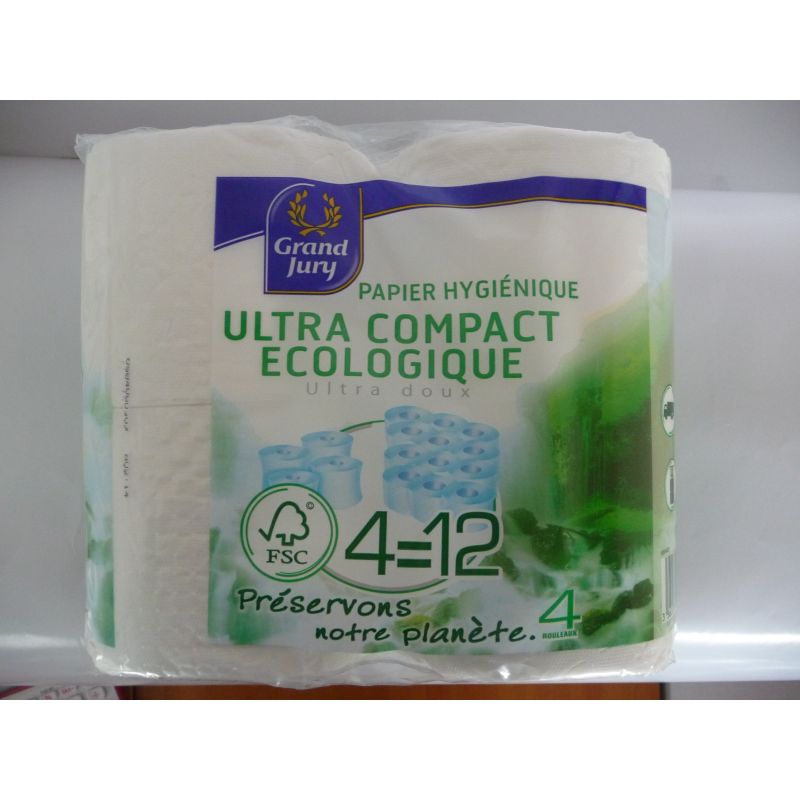 Grand
Jury
PAPIER HYGIÉNIQUE
ULTRA COMPACT
ECOLOGIQUE
Ultra doux
©
FSC
4=12
Préservons
notre planète.
4
ROULEAUX